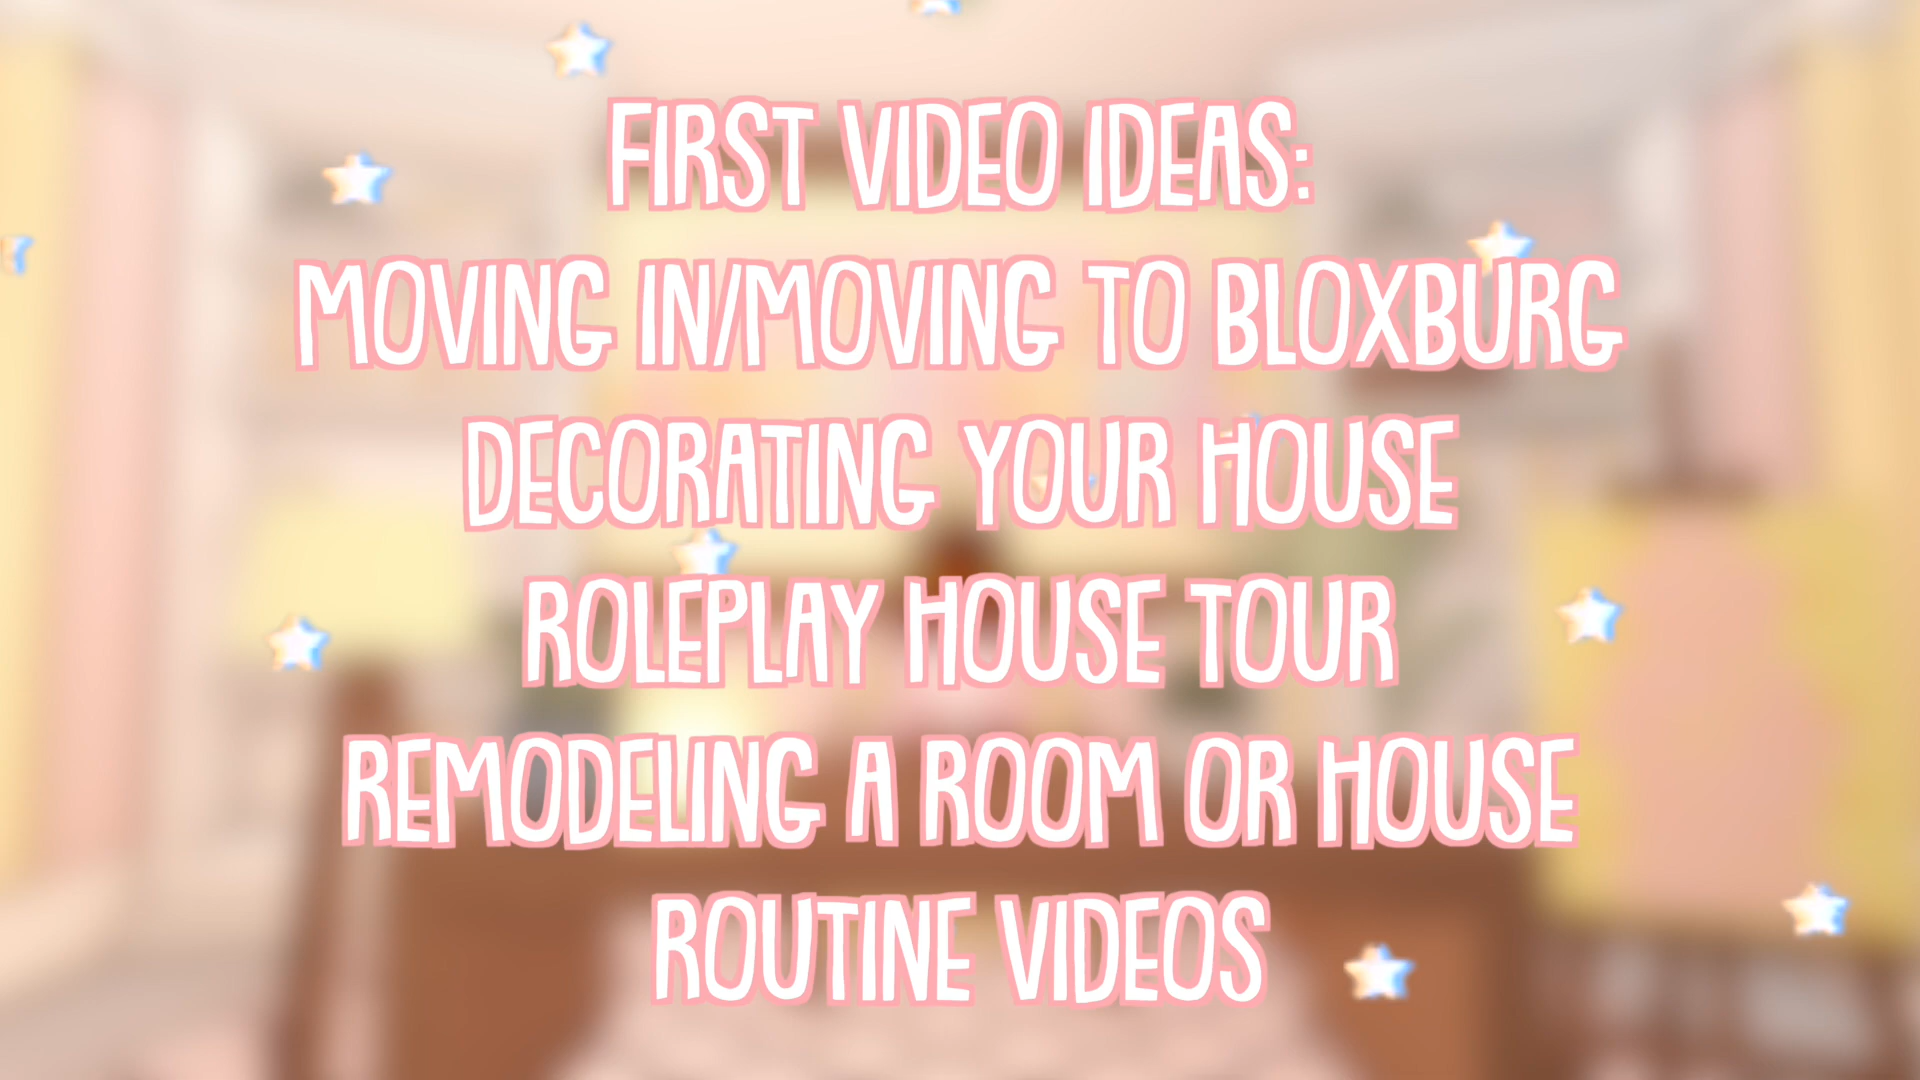 FIRST VIDEO IDEAS:
MOVING IN/MOVING TO BLOXBURG
DECORATING YOUR HOUSE
ROLEPLAY HOUSE TOUR
REMODELING A ROOM OR HOUSE
ROUTINE VIDEOS